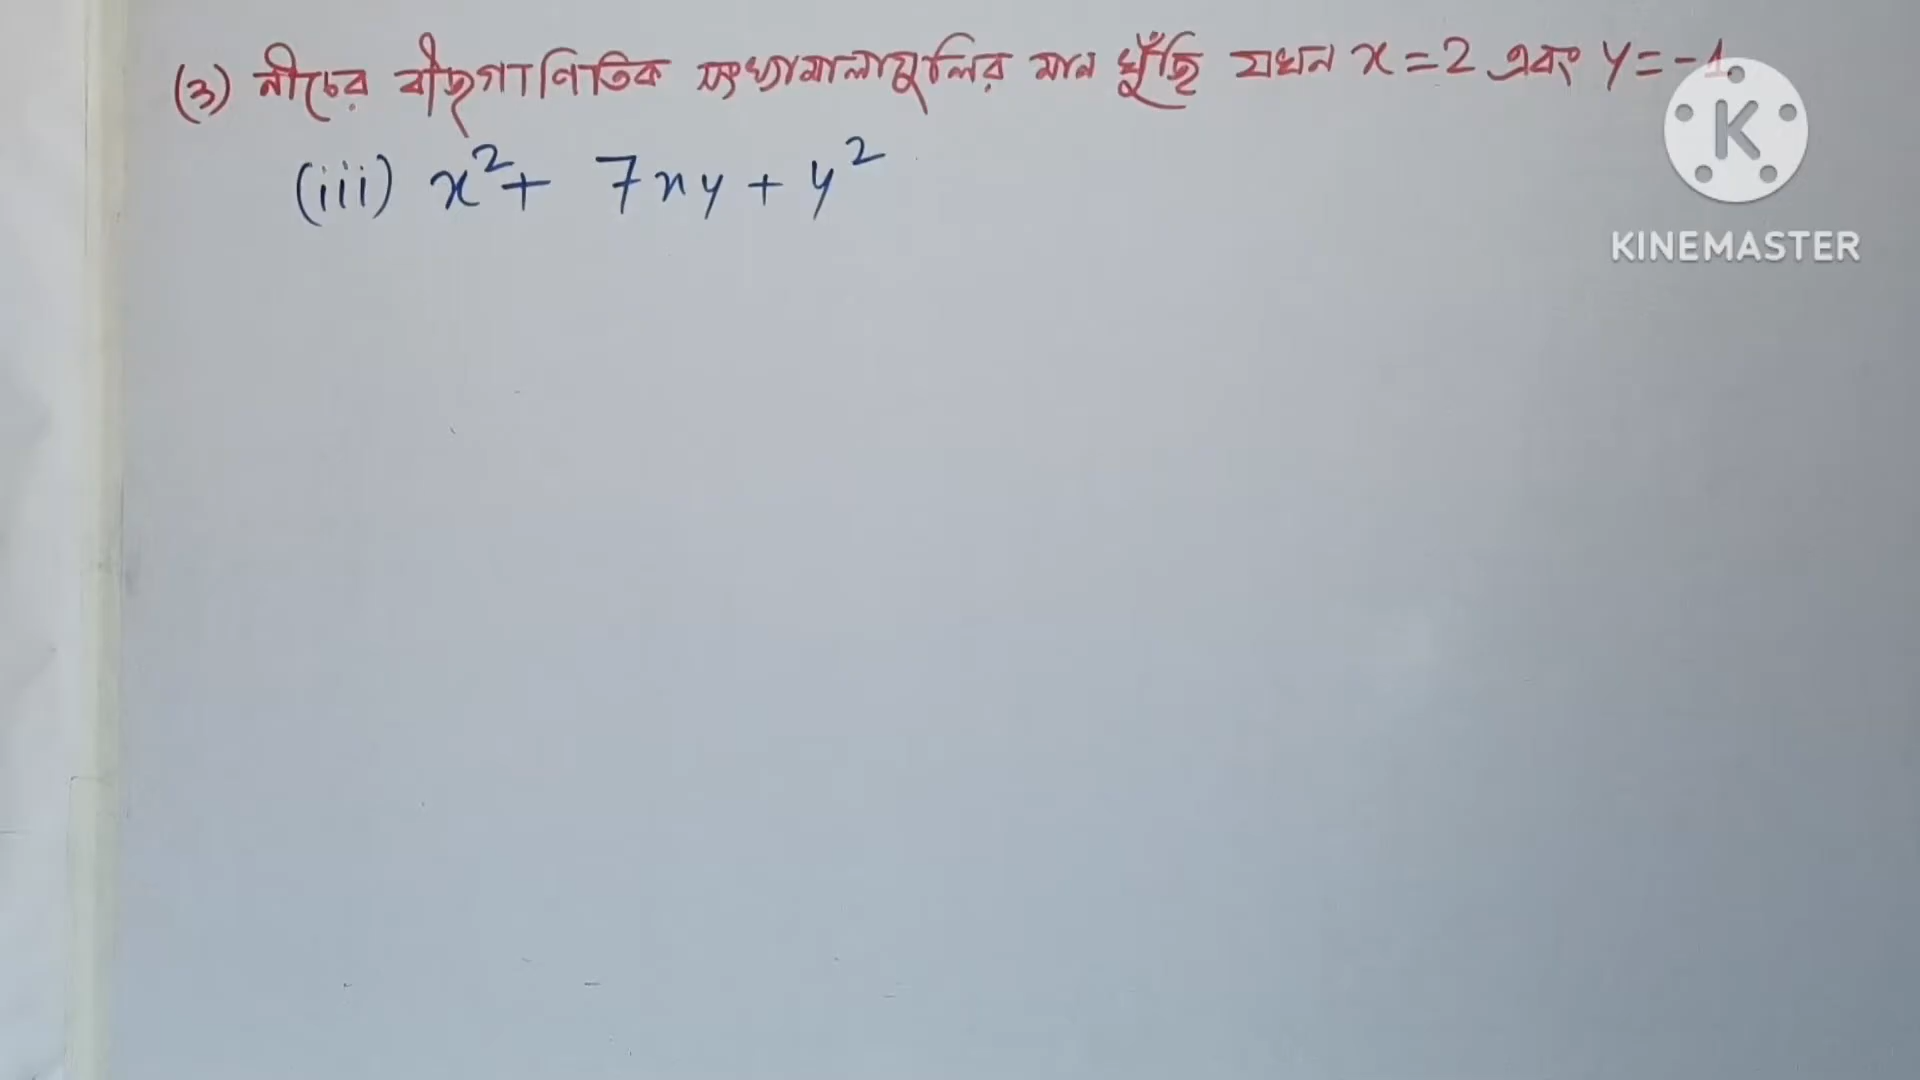 (3) নীচের বীজগাণিতিক সংখ্যামালাগুলির মান খুঁজি যখন x = 2 এবং y = -1.
(iii) x² + 7xy + y²
K
KINEMASTER